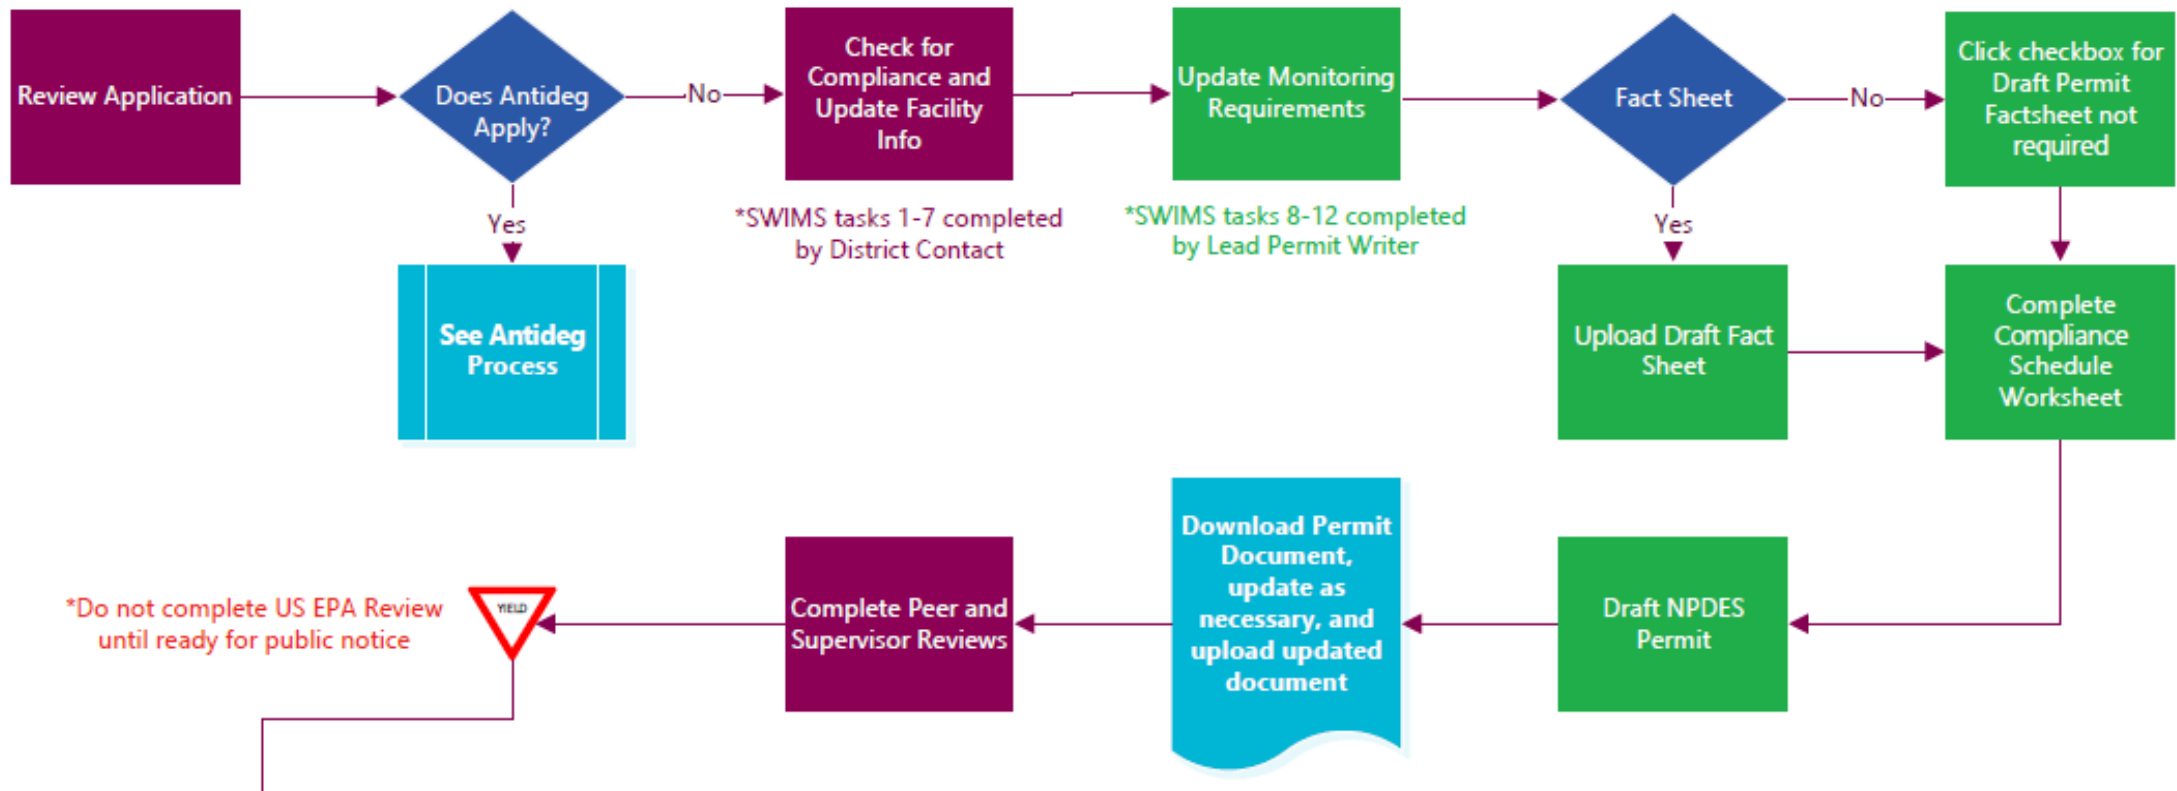 Review Application
Does Antideg
Apply?
No
Check for
Compliance and
Update Facility
Info
Update Monitoring
Requirements
Fact Sheet
No
Click checkbox for
Draft Permit
Factsheet not
required
Yes
*SWIMS tasks 1-7 completed
by District Contact
*SWIMS tasks 8-12 completed
by Lead Permit Writer
Yes
See Antideg
Process
Upload Draft Fact
Sheet
Complete
Compliance
Schedule
Worksheet
*Do not complete US EPA Review
until ready for public notice
YIELD
Complete Peer and
Supervisor Reviews
Download Permit
Document,
update as
necessary, and
upload updated
document
Draft NPDES
Permit